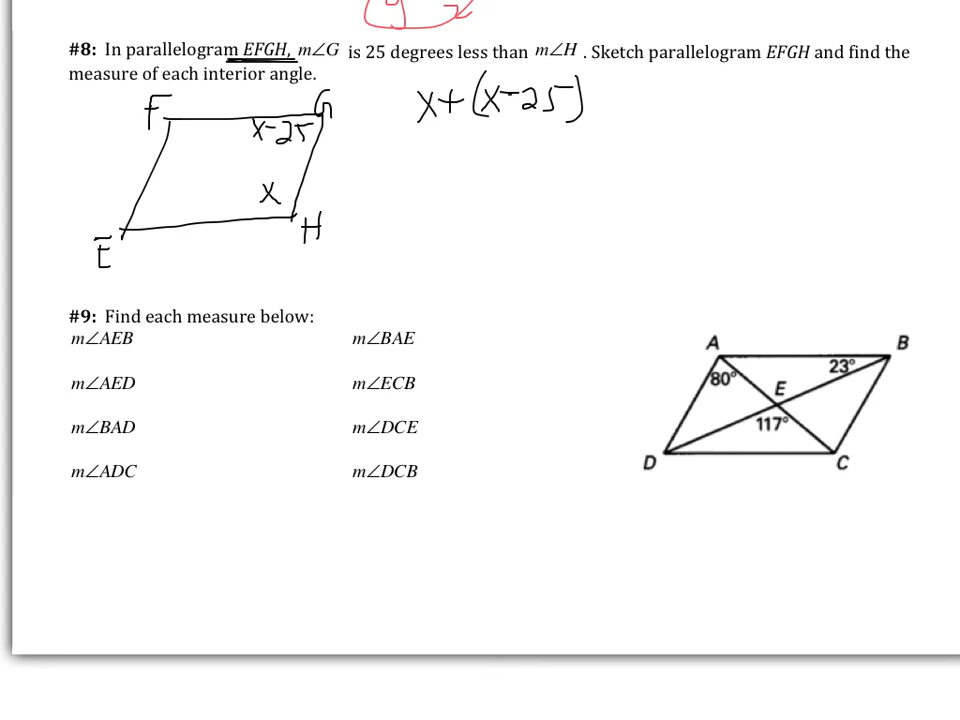 #8: In parallelogram EFGH, m∠G is 25 degrees less than m∠H . Sketch parallelogram EFGH and find the
measure of each interior angle.
F
G
x-25
x+(x-25)
x
E
H
#9: Find each measure below:
m∠AEB
m∠BAE
m∠AED
m∠ECB
m∠BAD
m∠DCE
m∠ADC
m∠DCB
A
B
80°
23°
E
117°
D
C